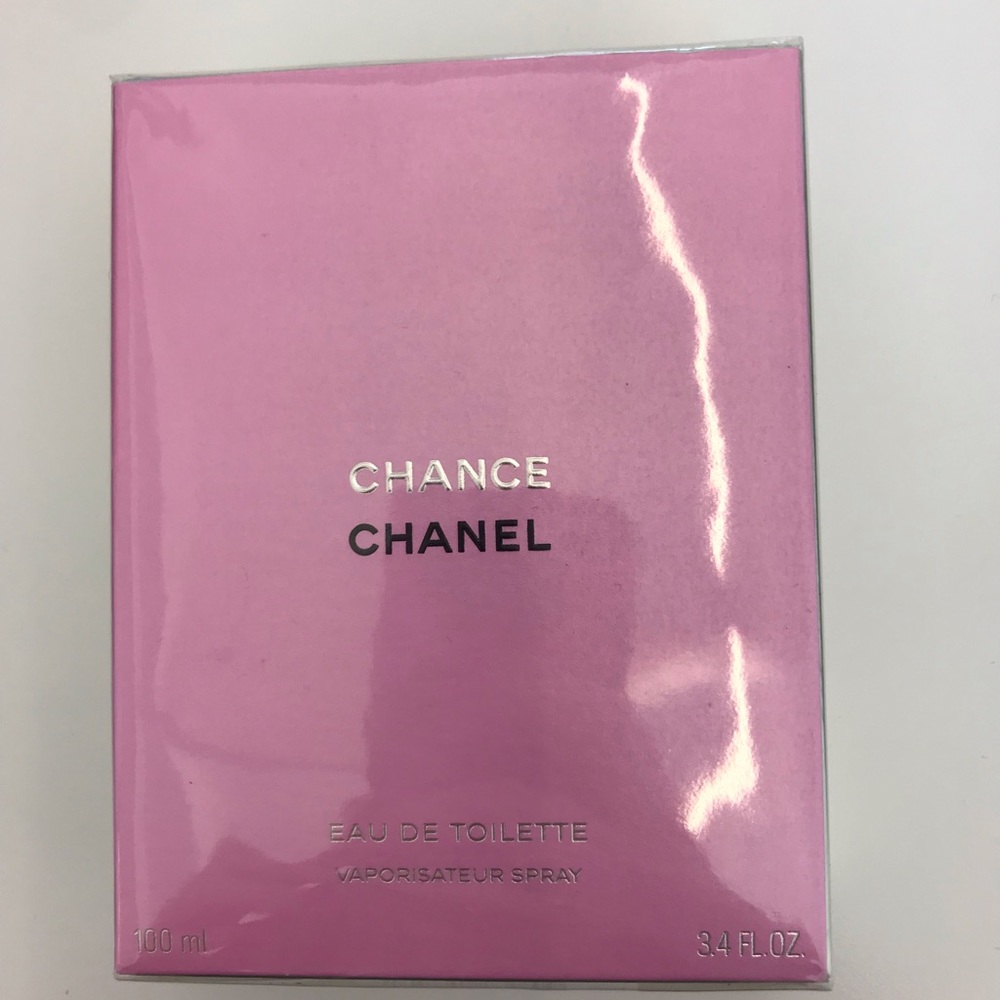 CHANCE
CHANEL
EAU DE TOILETTE
VAPORISATEUR SPRAY
100 ml 3.4 FL.OZ.